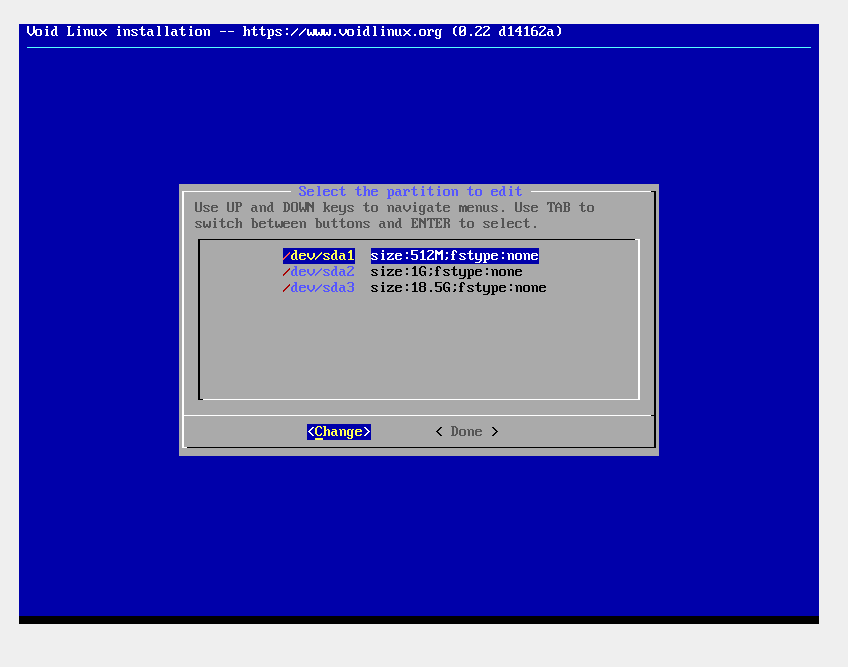 Void Linux installation -- https://www.voidlinux.org (0.22 d14162a)
Select the partition to edit
Use UP and DOWN keys to navigate menus. Use TAB to
switch between buttons and ENTER to select.
/dev/sda1 size:512M;fstype:none
/dev/sda2 size:1G;fstype:none
/dev/sda3 size:18.5G;fstype:none
<Change> < Done >